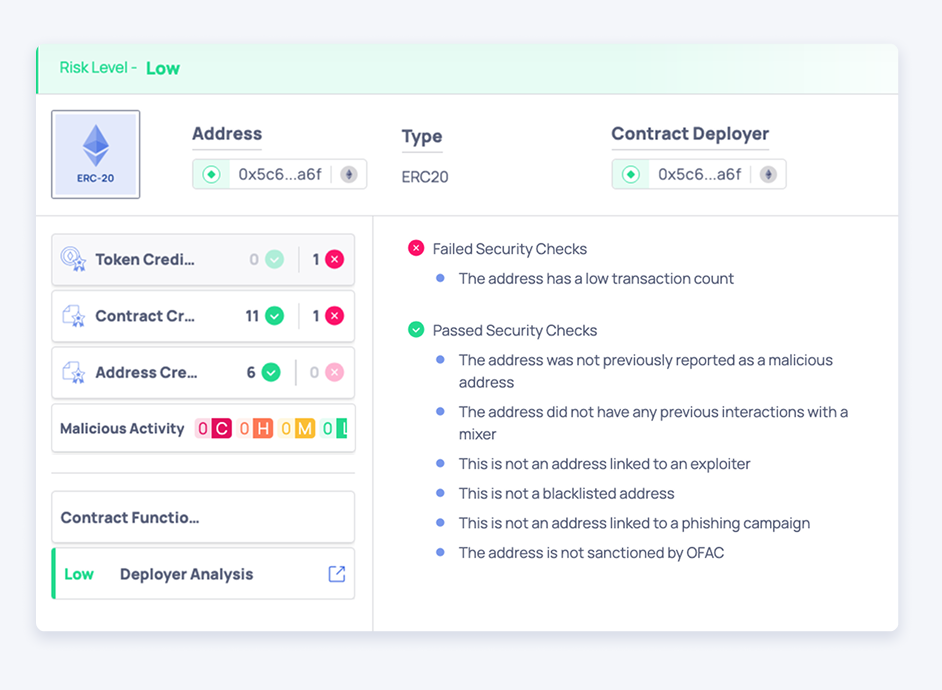 Risk Level - Low
ERC-20
Address
0x5c6...a6f
Type
ERC20
Contract Deployer
0x5c6...a6f
Token Credi...
0
1
Contract Cr...
11
1
Address Cre...
6
0
Malicious Activity 0 C 0 H 0 M 0 L
Contract Functio...
Low Deployer Analysis
Failed Security Checks
The address has a low transaction count
Passed Security Checks
The address was not previously reported as a malicious
address
The address did not have any previous interactions with a
mixer
This is not an address linked to an exploiter
This is not a blacklisted address
This is not an address linked to a phishing campaign
The address is not sanctioned by OFAC